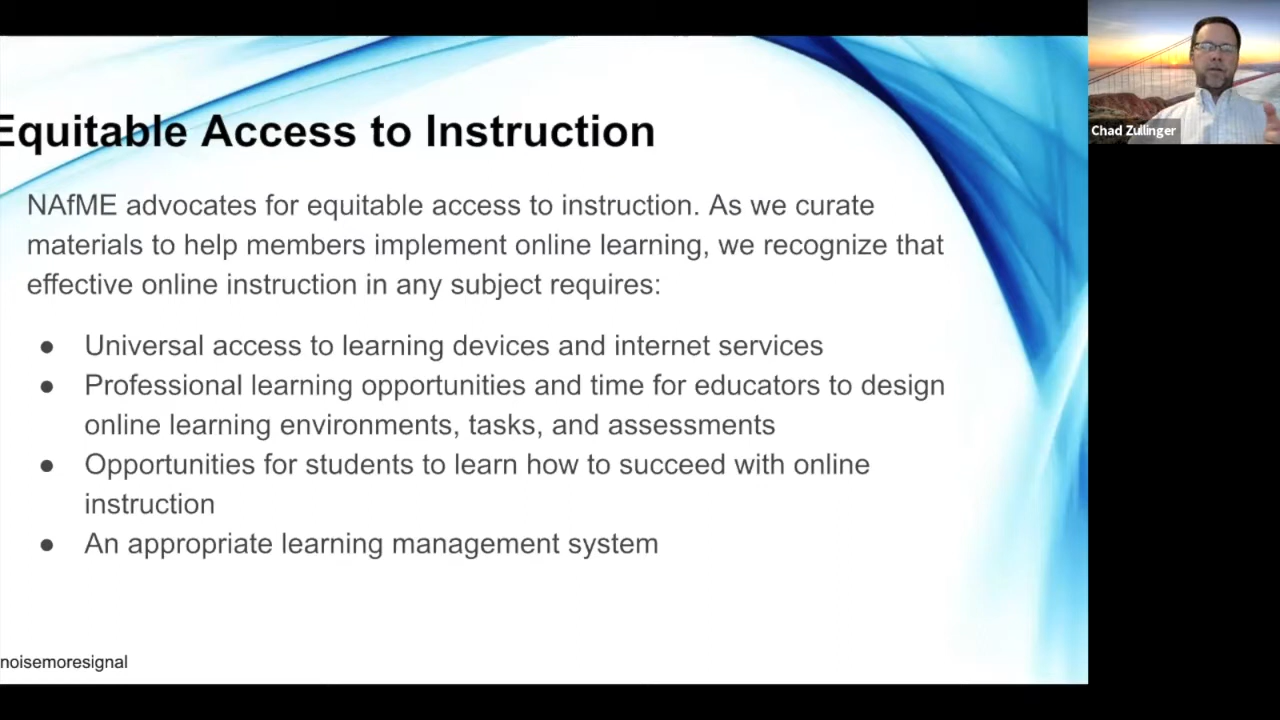 Equitable Access to Instruction
NAfME advocates for equitable access to instruction. As we curate
materials to help members implement online learning, we recognize that
effective online instruction in any subject requires:
● Universal access to learning devices and internet services
● Professional learning opportunities and time for educators to design
online learning environments, tasks, and assessments
● Opportunities for students to learn how to succeed with online
instruction
● An appropriate learning management system
noisemoresignal
Chad Zullinger